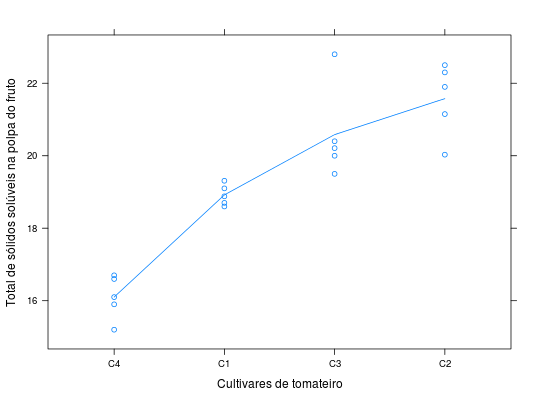 Total de sólidos solúveis na polpa do fruto
22
20
18
16
C4 C1 C3 C2
Cultivares de tomateiro